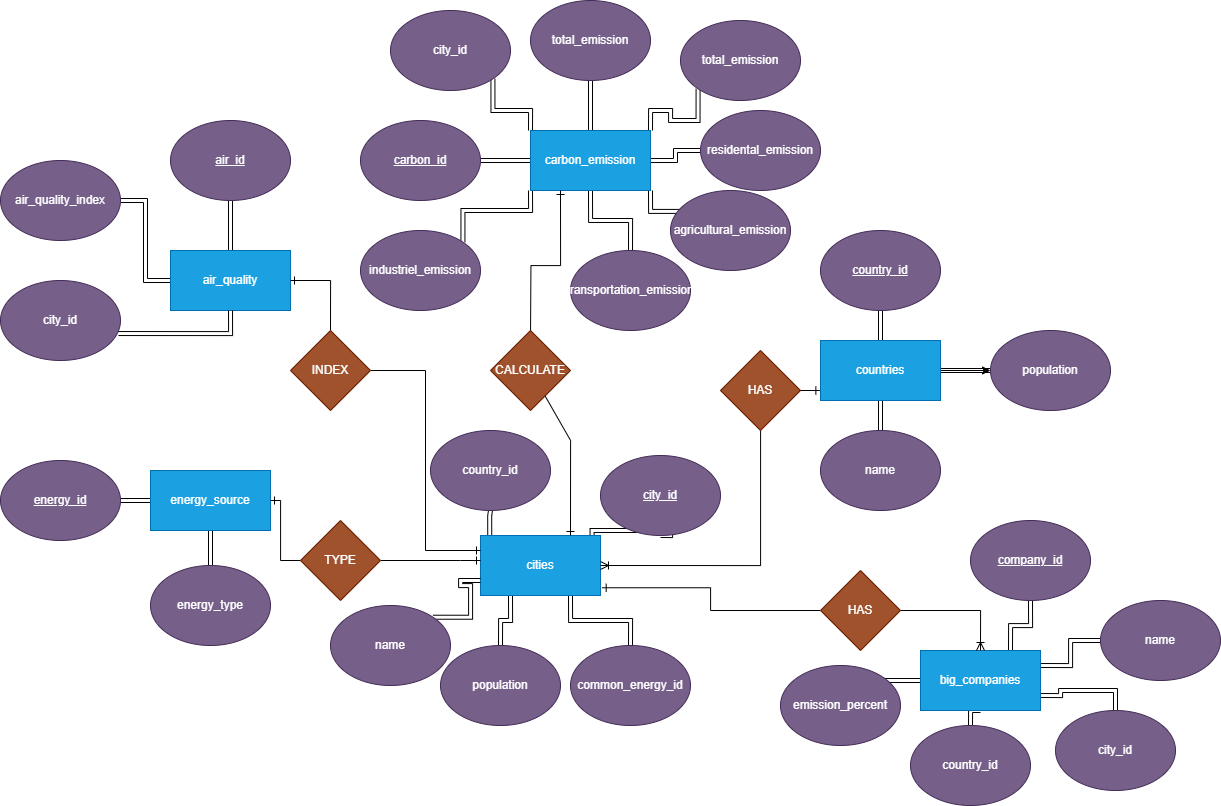 total_emission
city_id
total_emission
residental_emission
air_id
carbon_id
carbon_emission
air_quality_index
agricultural_emission
industriel_emission
country_id
air_quality
ransportation_emission
city_id
INDEX
CALCULATE
HAS
countries
population
country_id
name
city_id
energy_id
energy_source
TYPE
cities
company_id
energy_type
HAS
name
name
population
common_energy_id
big_companies
emission_percent
city_id
country_id